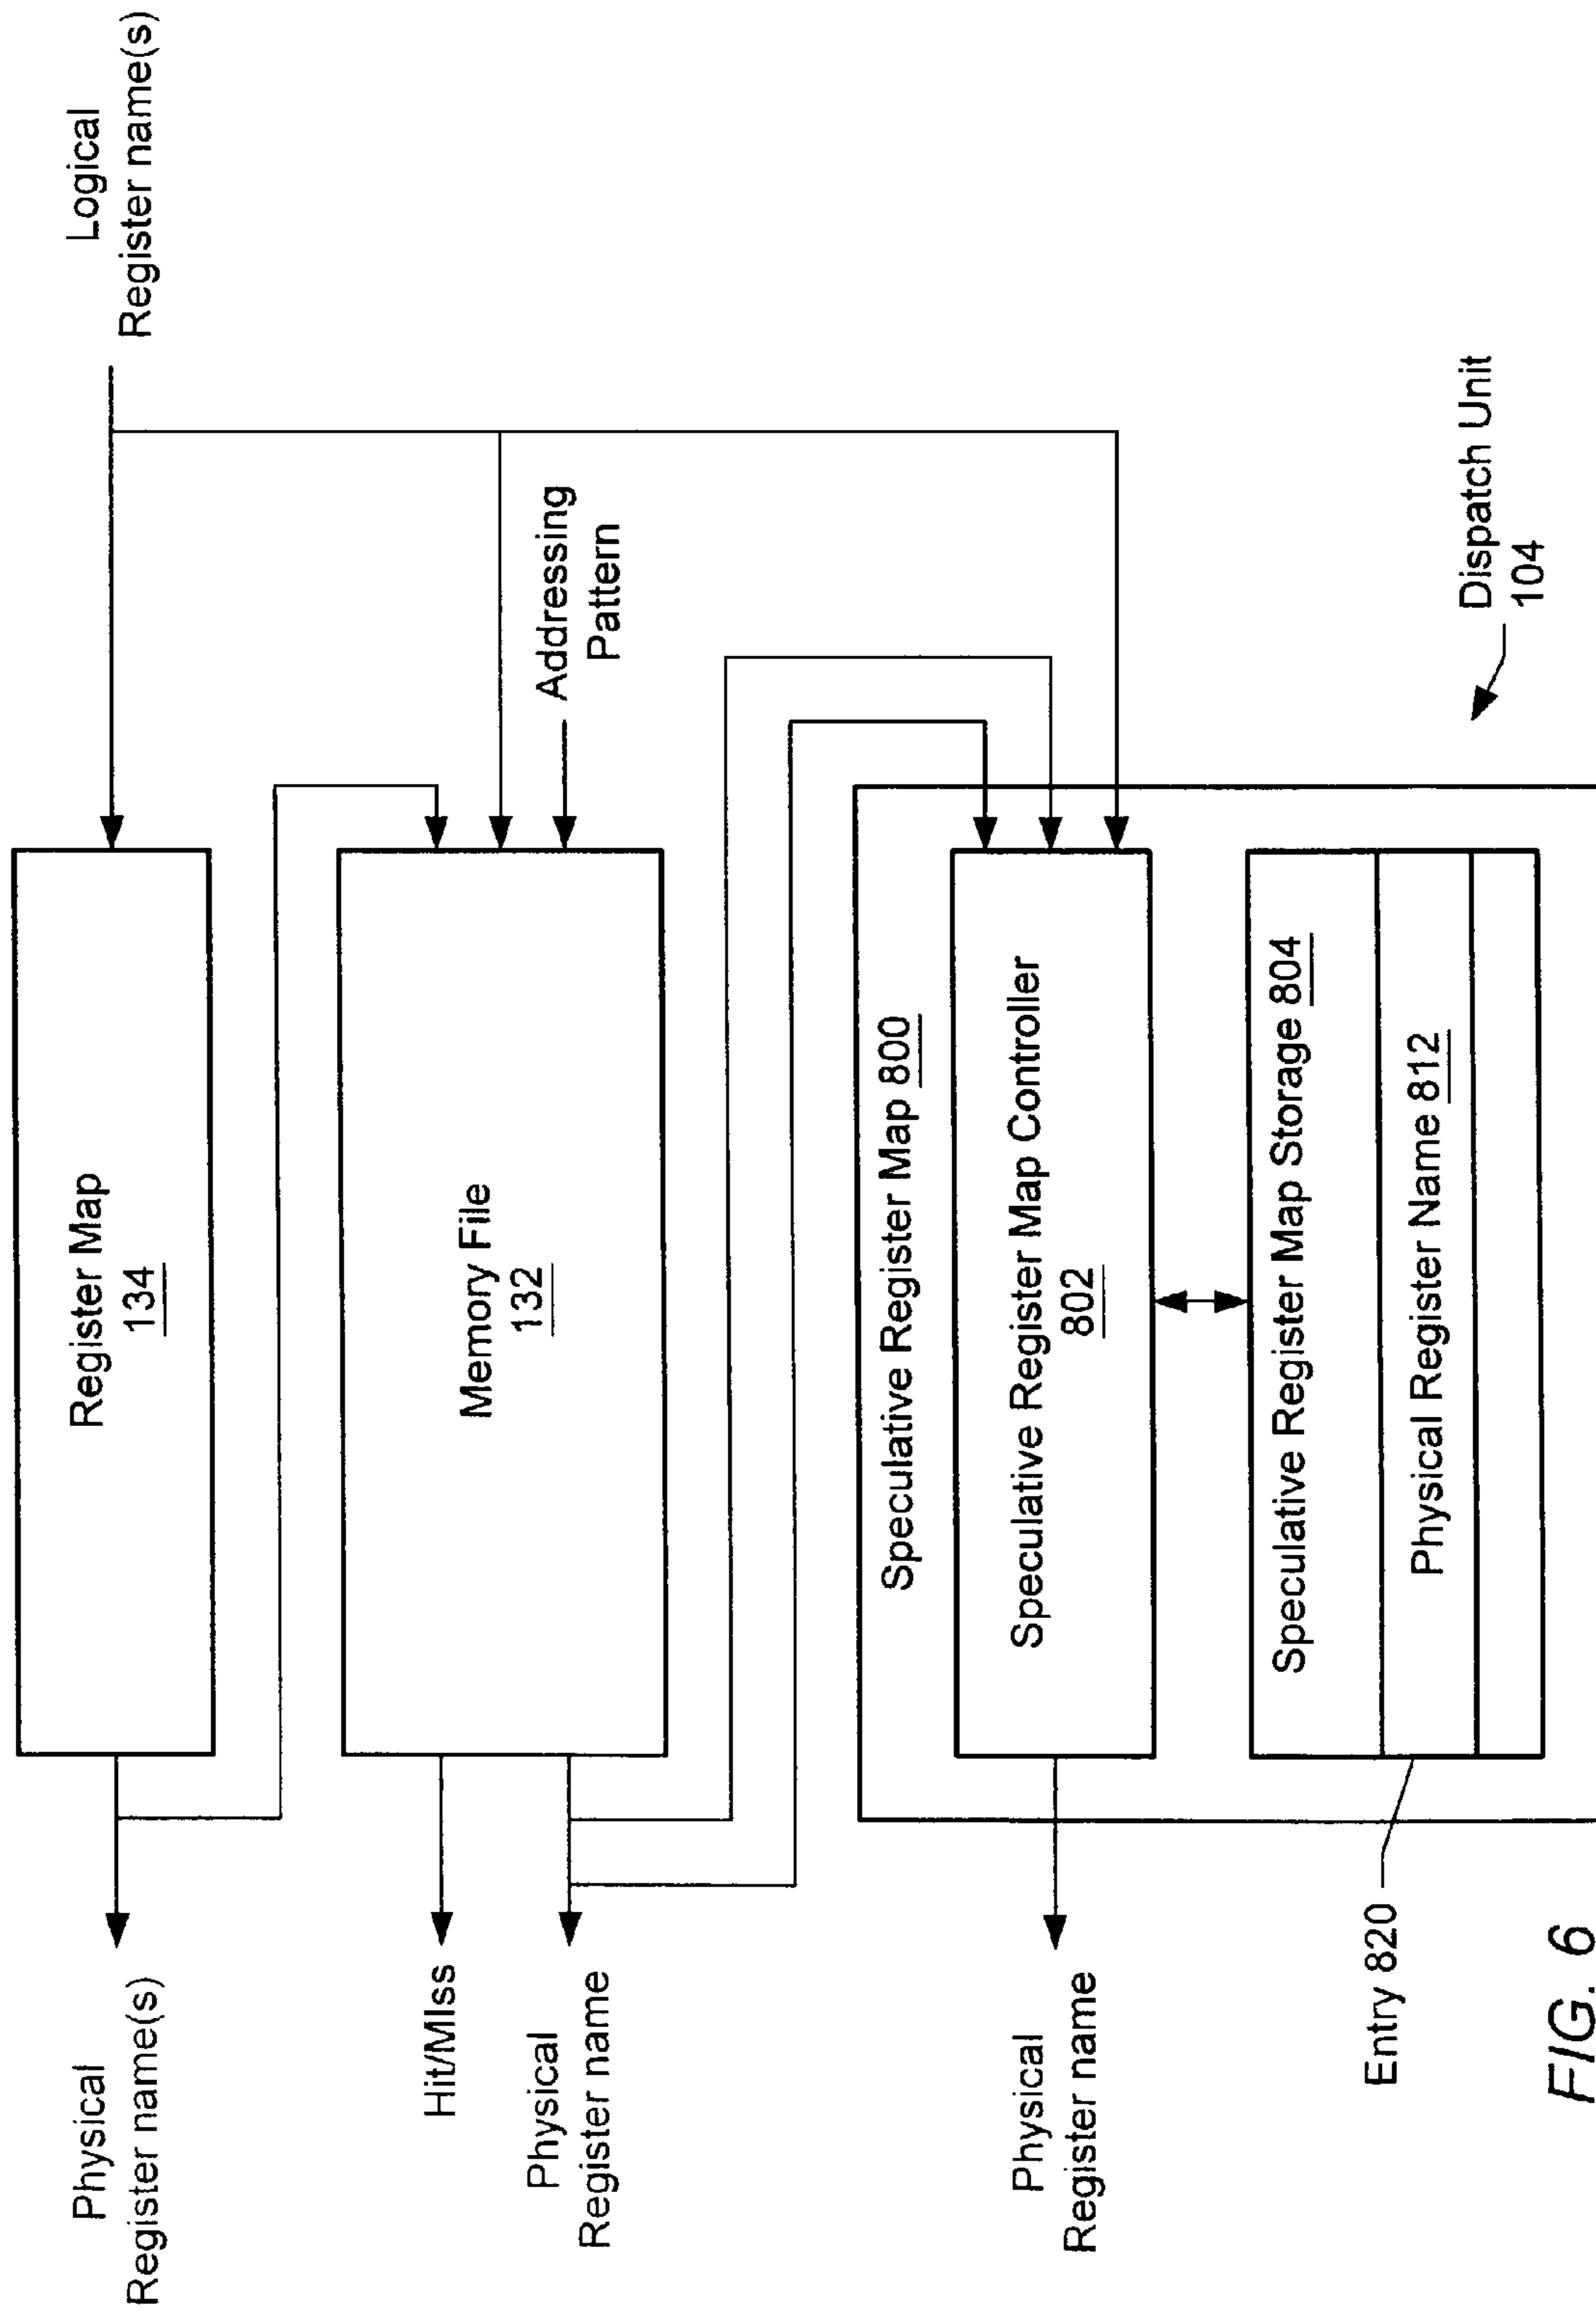 Logical
Register name(s)
Register Map
134
Physical
Register name(s)
Addressing
Pattern
Memory File
132
Hit/MIss
Physical
Register name
Speculative Register Map 800
Speculative Register Map Controller
802
Physical
Register name
Speculative Register Map Storage 804
Physical Register Name 812
Entry 820
Dispatch Unit
104
FIG. 6